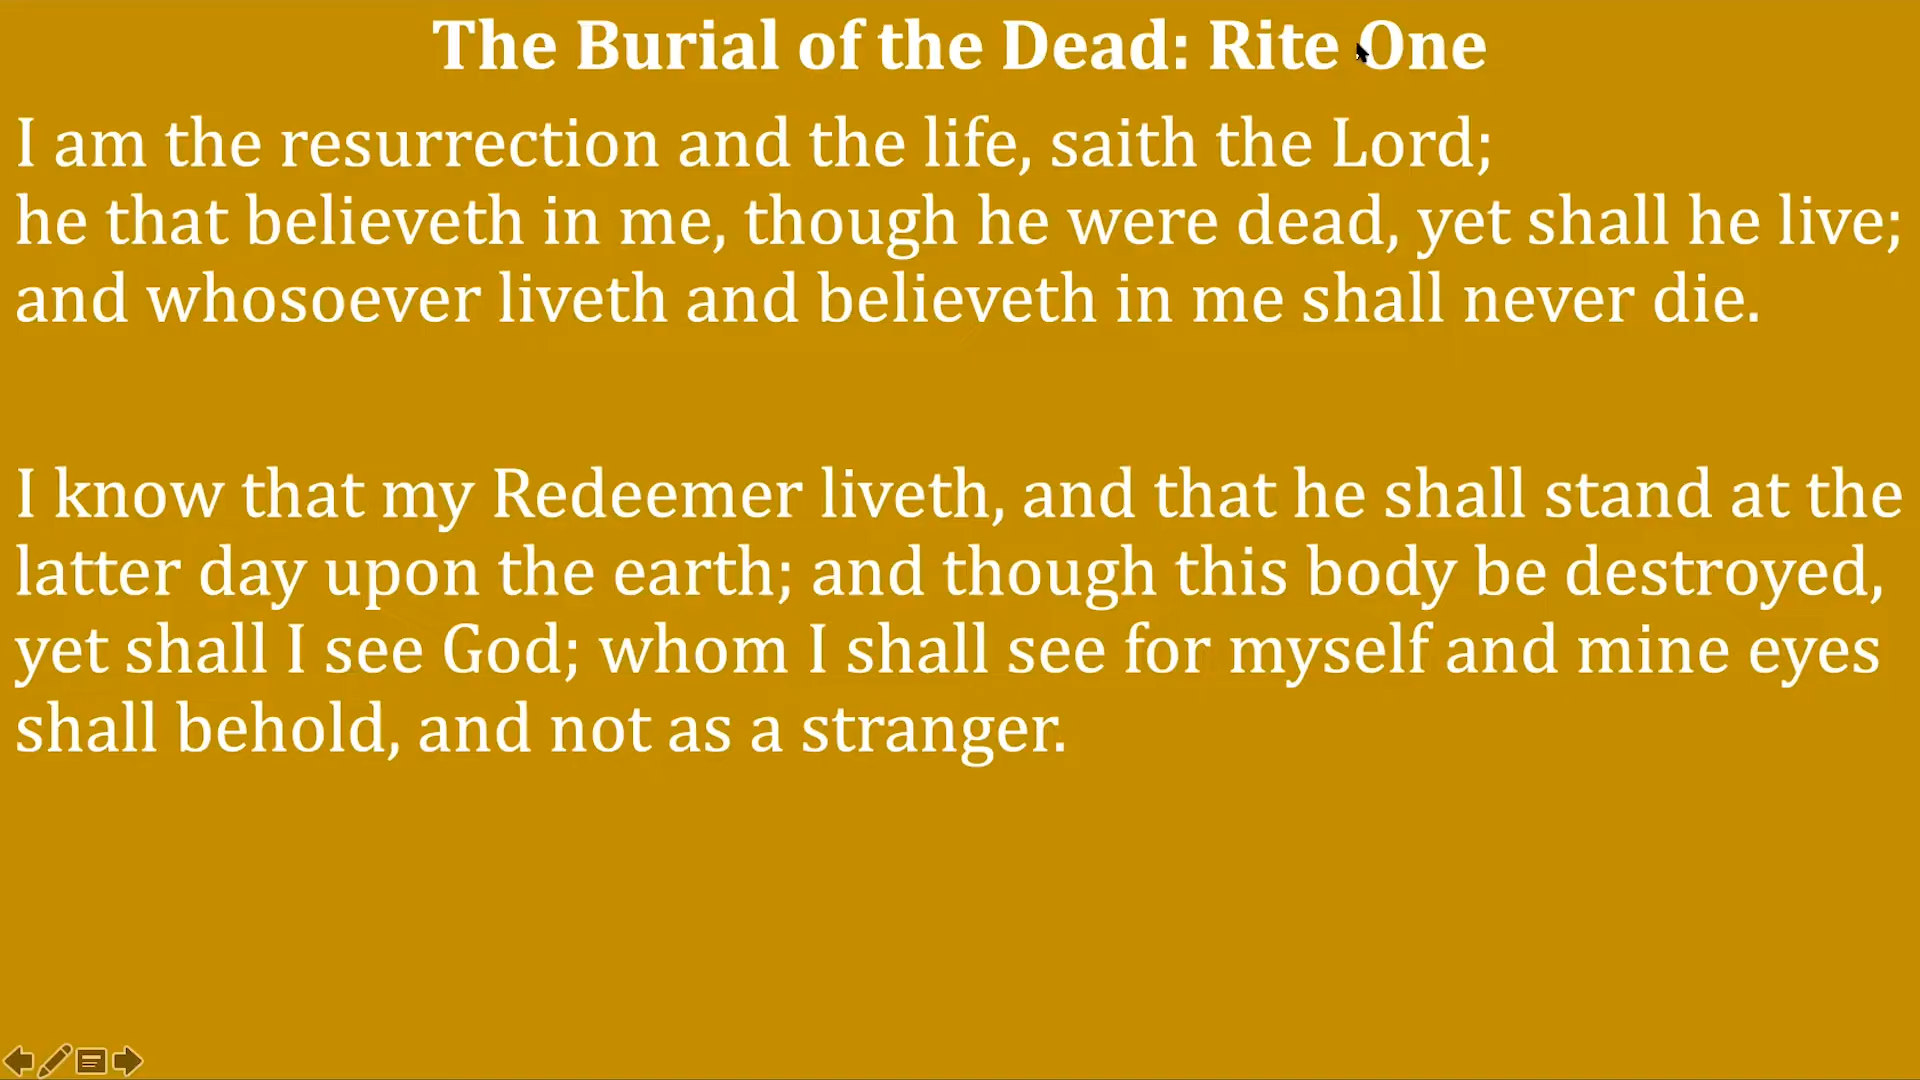 The Burial of the Dead: Rite One
I am the resurrection and the life, saith the Lord;
he that believeth in me, though he were dead, yet shall he live;
and whosoever liveth and believeth in me shall never die.
I know that my Redeemer liveth, and that he shall stand at the
latter day upon the earth; and though this body be destroyed,
yet shall I see God; whom I shall see for myself and mine eyes
shall behold, and not as a stranger.